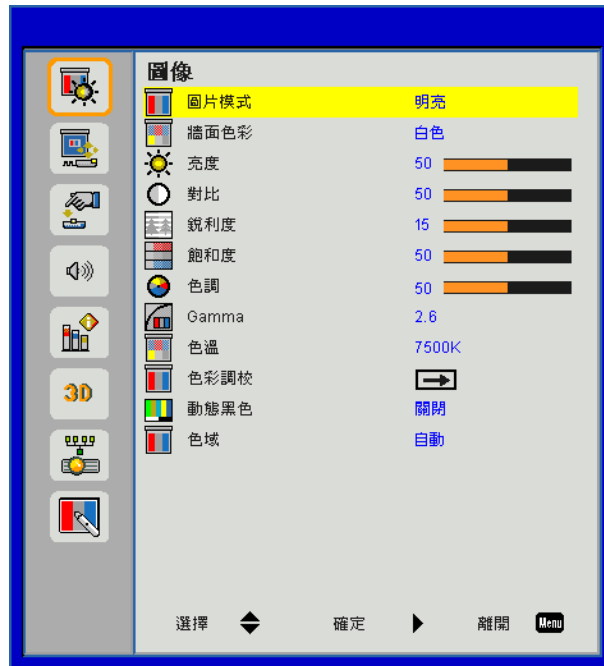 圖像
圖片模式 明亮
牆面色彩 白色
亮度 50
對比 50
銳利度 15
飽和度 50
色調 50
Gamma 2.6
色溫 7500K
色彩調校
動態黑色 關閉
3D
色域 自動
選擇 確定 離開 Menu